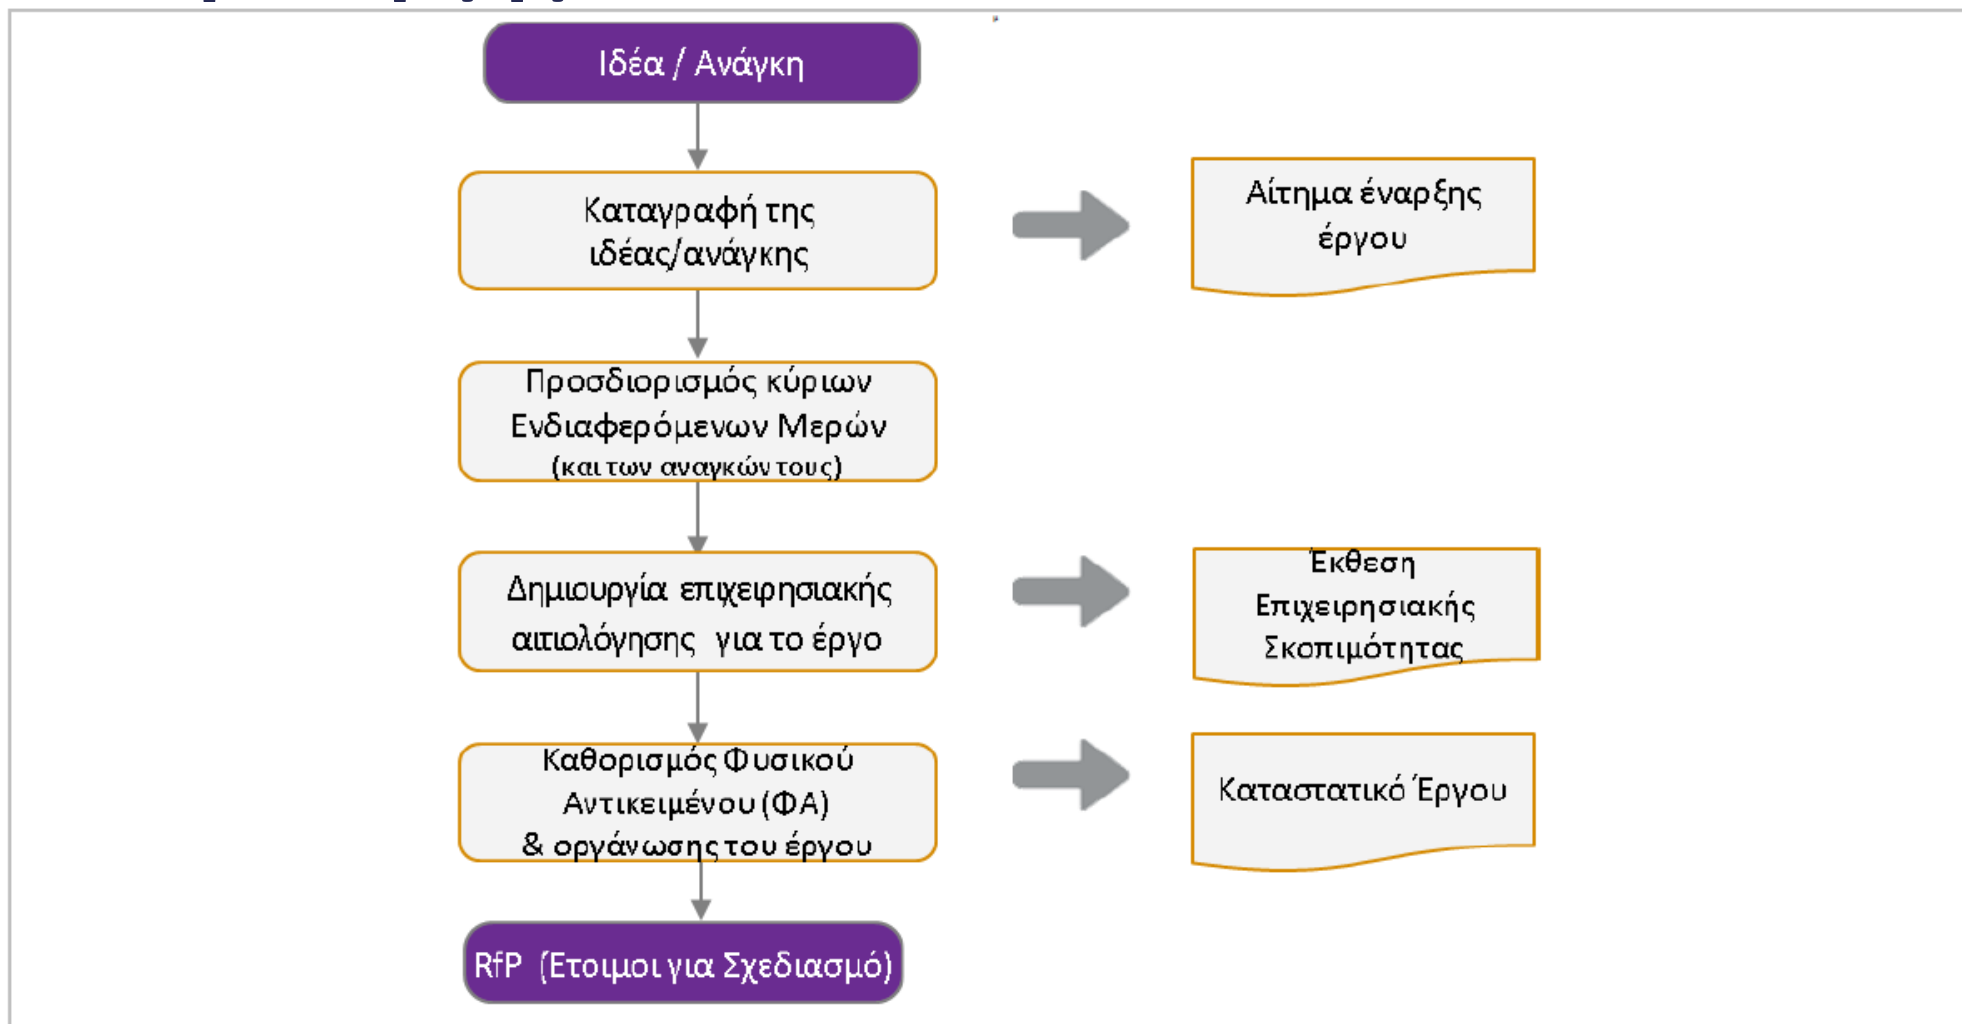 Ιδέα / Ανάγκη
Καταγραφή της
ιδέας/ανάγκης
Αίτημα έναρξης
έργου
Προσδιορισμός κύριων
Ενδιαφερόμενων Μερών
(και των αναγκών τους)
Δημιουργία επιχειρησιακής
αιτιολόγησης για το έργο
Έκθεση
Επιχειρησιακής
Σκοπιμότητας
Καθορισμός Φυσικού
Αντικειμένου (ΦΑ)
& οργάνωσης του έργου
Καταστατικό Έργου
RfP (Έτοιμοι για Σχεδιασμό)